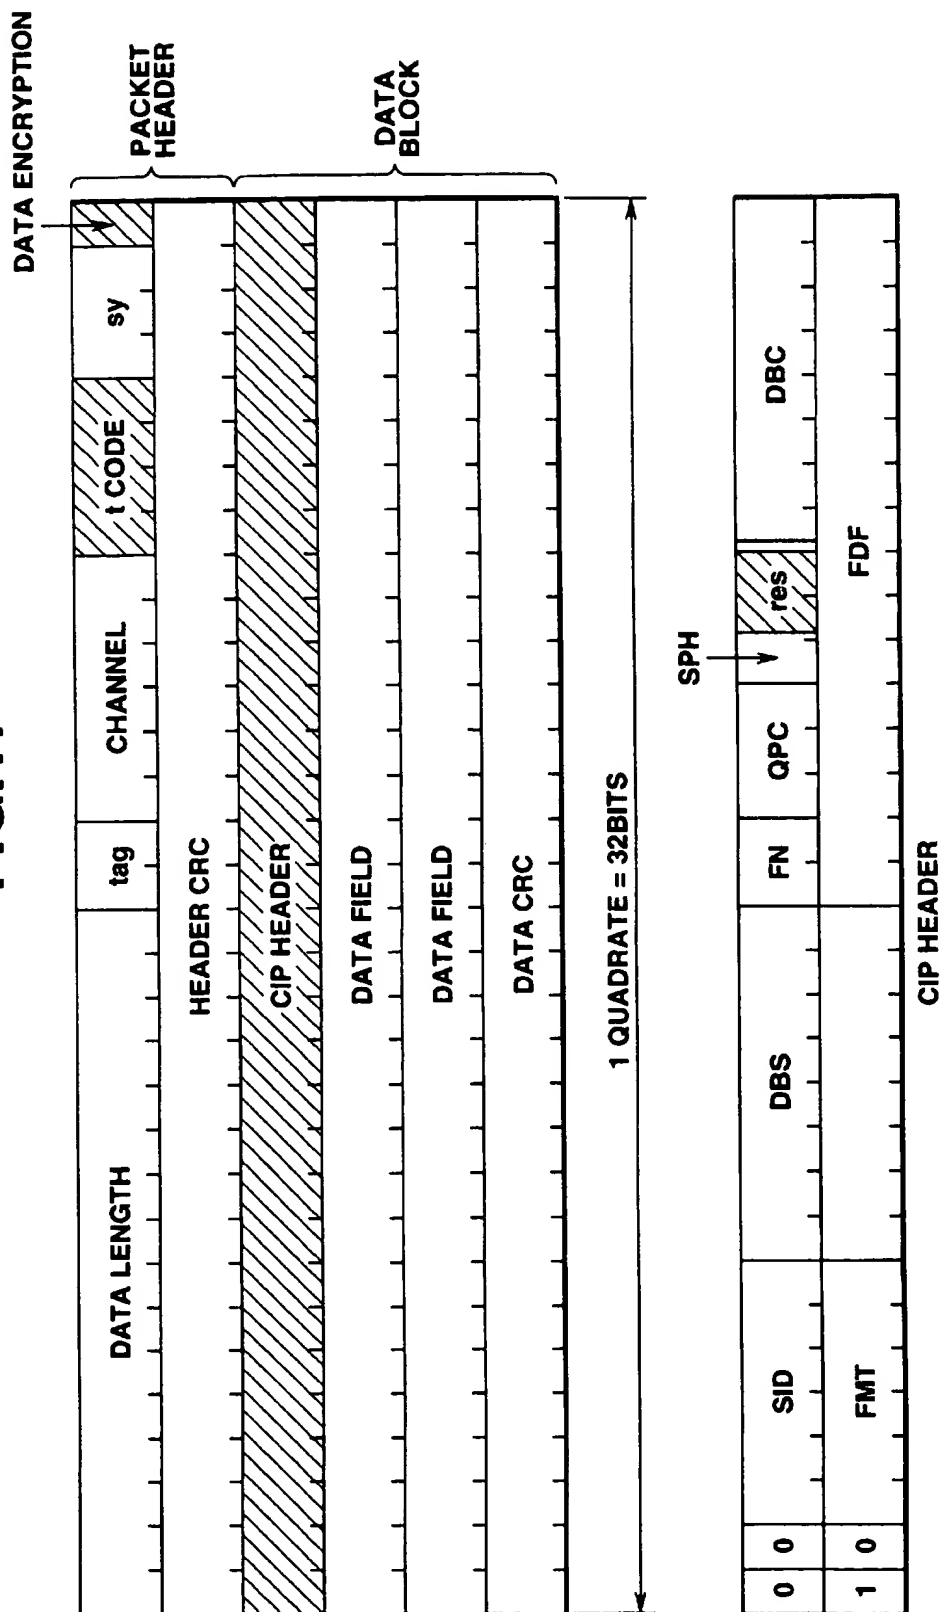 DATA ENCRYPTION
PACKET
HEADER
DATA
BLOCK
DATA LENGTH
tag
CHANNEL
t CODE
sy
HEADER CRC
CIP HEADER
DATA FIELD
DATA FIELD
DATA CRC
1 QUADRATE = 32BITS
SPH
0 0 SID DBS FN QPC res DBC
1 0 FMT FDF
CIP HEADER